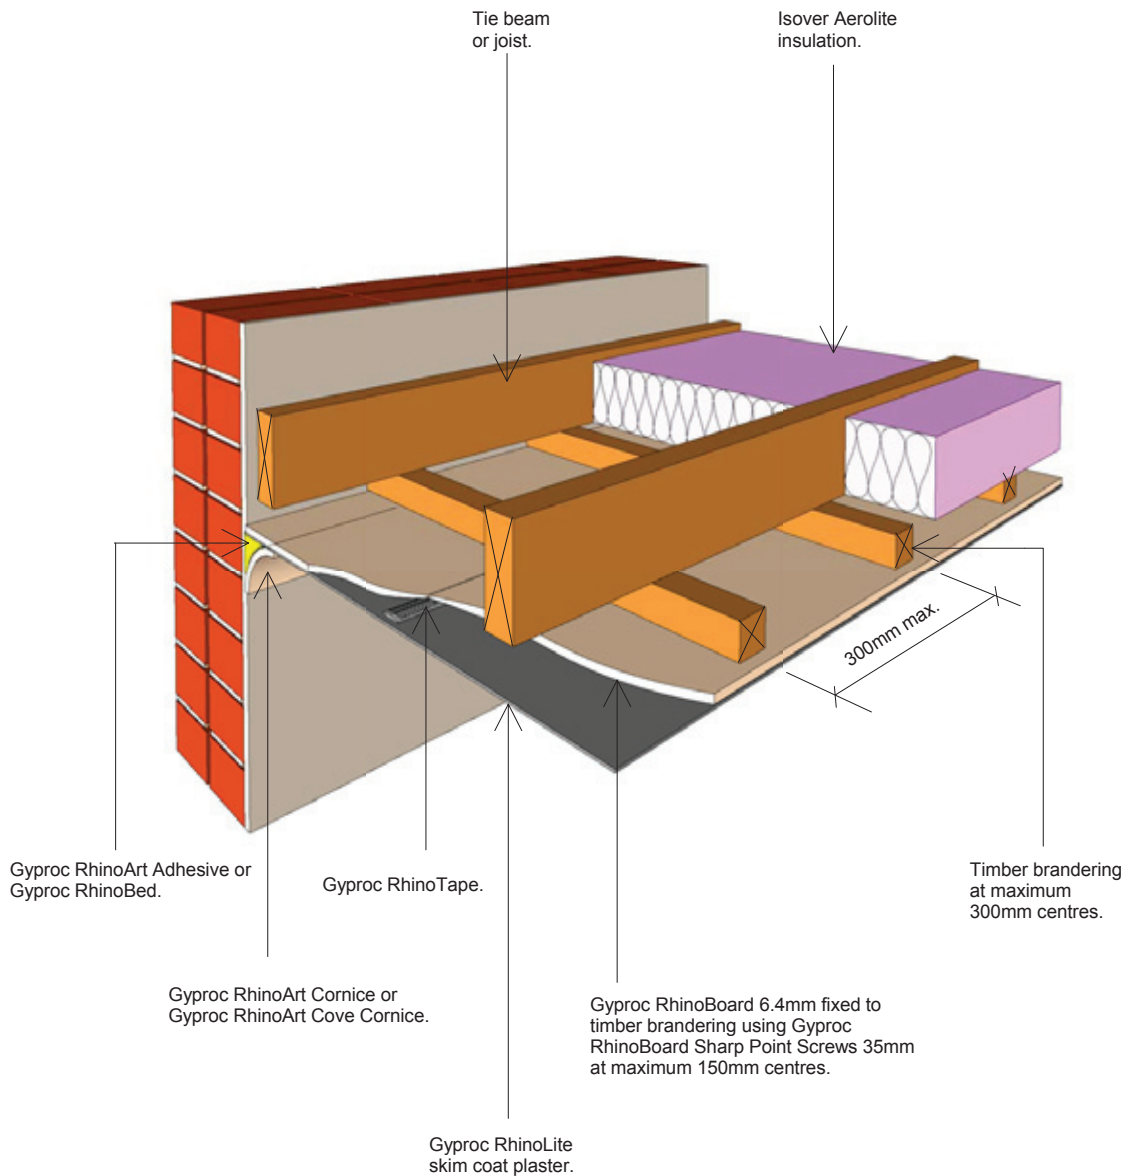 Tie beam
or joist.
Isover Aerolite
insulation.
300mm max.
Gyproc RhinoArt Adhesive or
Gyproc RhinoBed.
Gyproc RhinoTape.
Timber brandering
at maximum
300mm centres.
Gyproc RhinoArt Cornice or
Gyproc RhinoArt Cove Cornice.
Gyproc RhinoBoard 6.4mm fixed to
timber brandering using Gyproc
RhinoBoard Sharp Point Screws 35mm
at maximum 150mm centres.
Gyproc RhinoLite
skim coat plaster.